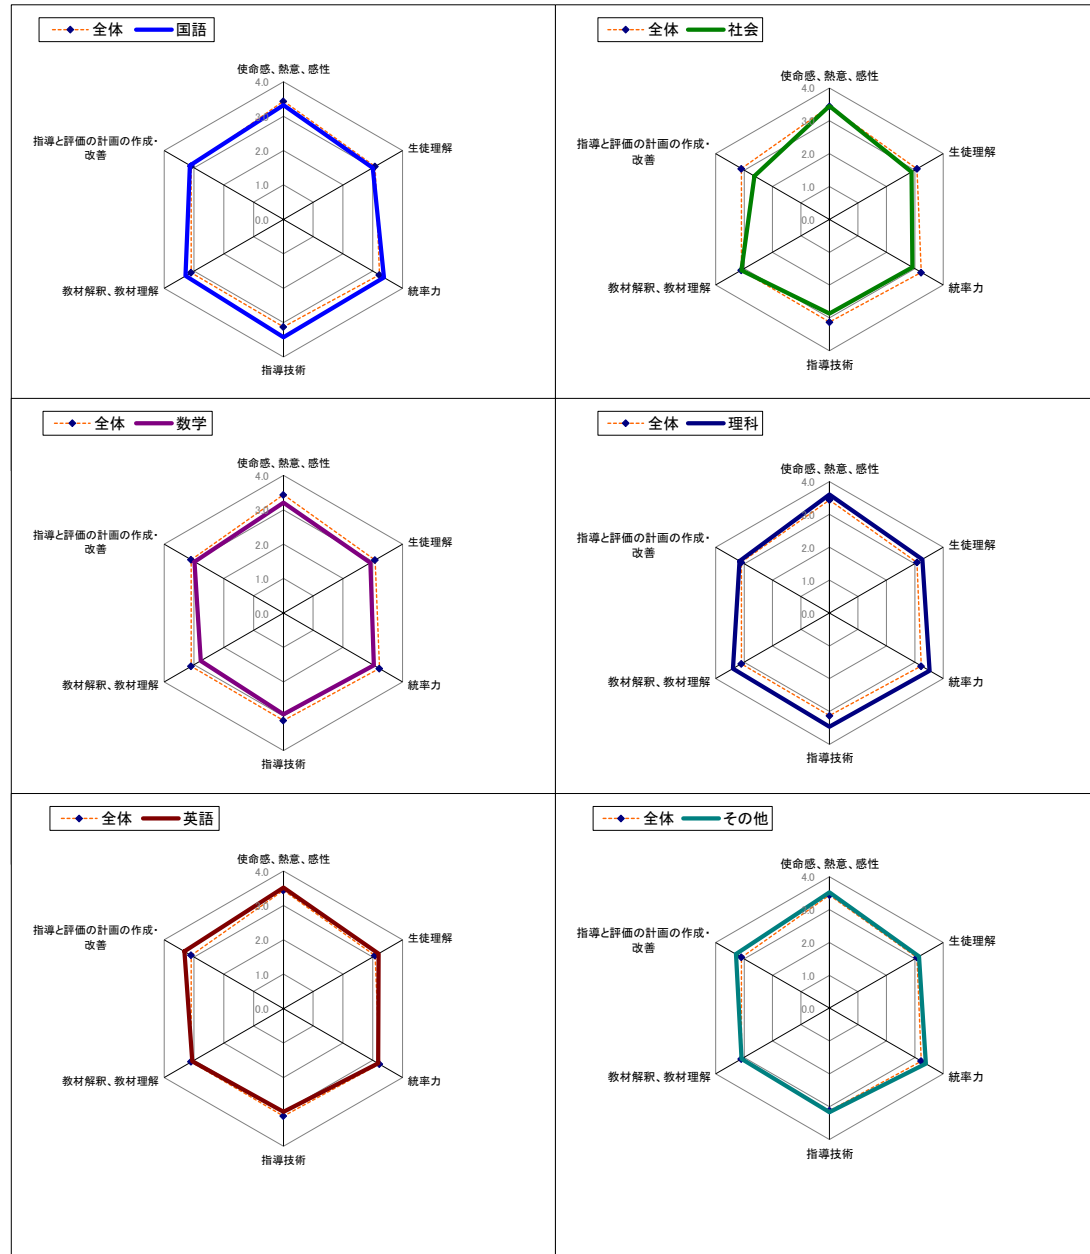 全体 国語
使命感、熱意、感性
4.0
3.0
2.0
1.0
0.0
生徒理解
統率力
指導技術
教材解釈、教材理解
指導と評価の計画の作成・
改善
全体 社会
使命感、熱意、感性
4.0
3.0
2.0
1.0
0.0
生徒理解
統率力
指導技術
教材解釈、教材理解
指導と評価の計画の作成・
改善
全体 数学
使命感、熱意、感性
4.0
3.0
2.0
1.0
0.0
生徒理解
統率力
指導技術
教材解釈、教材理解
指導と評価の計画の作成・
改善
全体 理科
使命感、熱意、感性
4.0
3.0
2.0
1.0
0.0
生徒理解
統率力
指導技術
教材解釈、教材理解
指導と評価の計画の作成・
改善
全体 英語
使命感、熱意、感性
4.0
3.0
2.0
1.0
0.0
生徒理解
統率力
指導技術
教材解釈、教材理解
指導と評価の計画の作成・
改善
全体 その他
使命感、熱意、感性
4.0
3.0
2.0
1.0
0.0
生徒理解
統率力
指導技術
教材解釈、教材理解
指導と評価の計画の作成・
改善